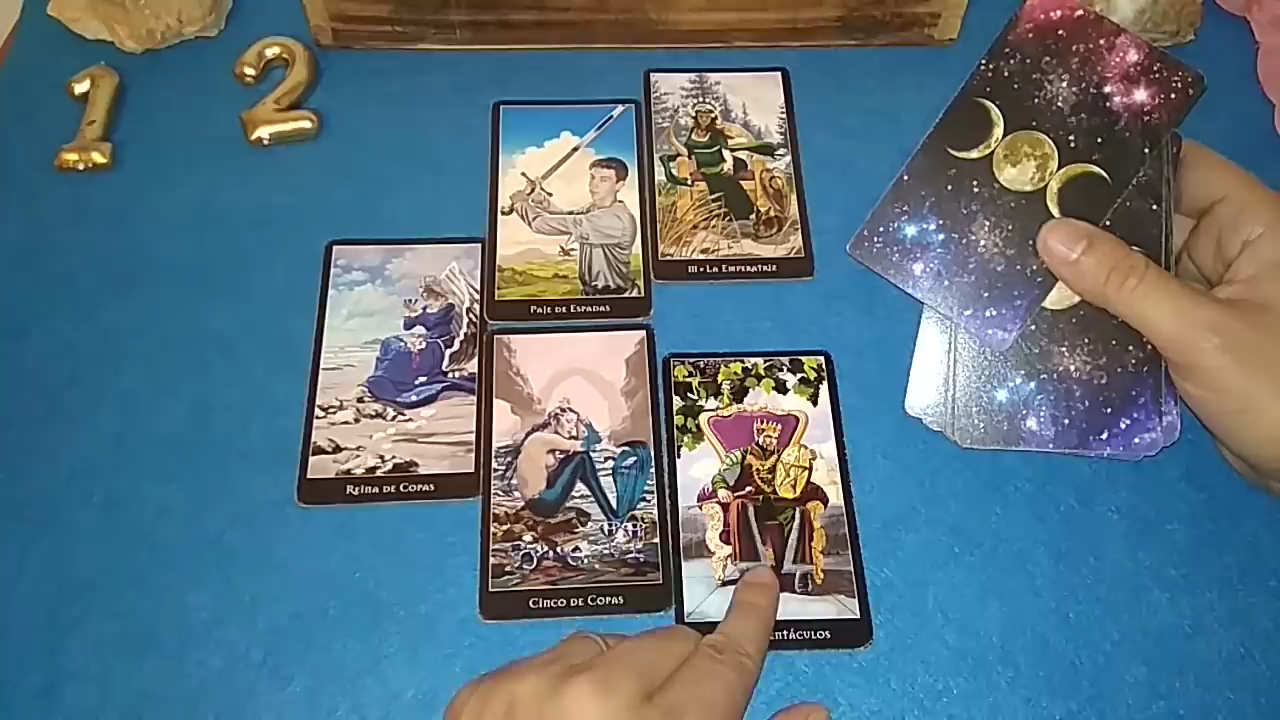 1 2
III • La Emperatriz
Paje de Espadas
Reina de Copas
Cinco de Copas
entáculos